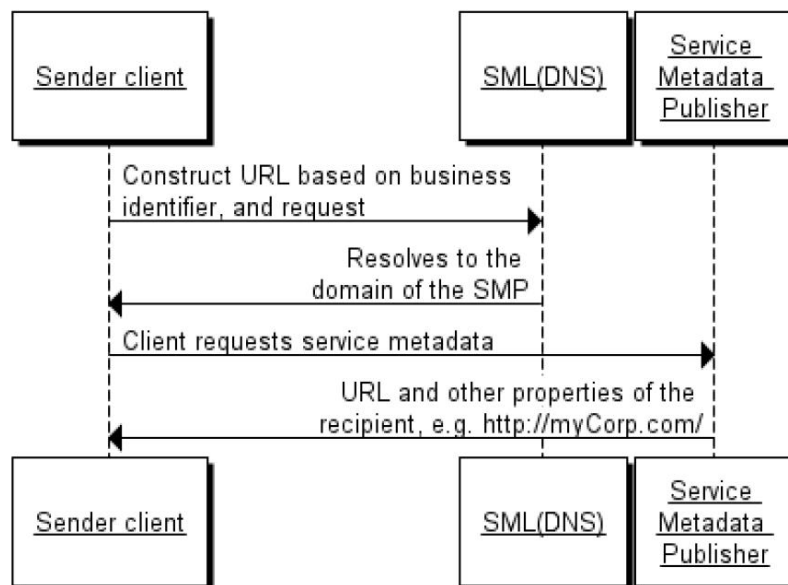 Sender client
SML(DNS)
Service
Metadata
Publisher
Construct URL based on business
identifier, and request
Resolves to the
domain of the SMP
Client requests service metadata
URL and other properties of the
recipient, e.g. http://myCorp.com/
Sender client
SML(DNS)
Service
Metadata
Publisher